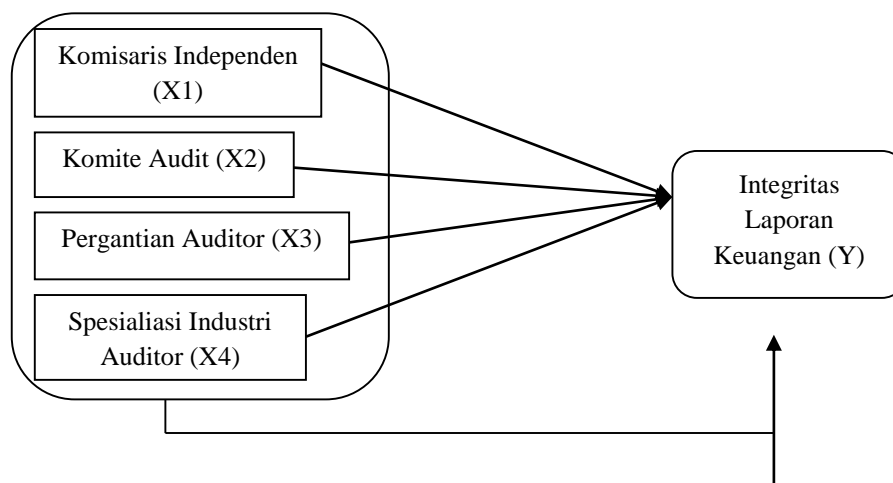 Komisaris Independen
(X1)
Komite Audit (X2)
Pergantian Auditor (X3)
Spesialiasi Industri
Auditor (X4)
Integritas
Laporan
Keuangan (Y)